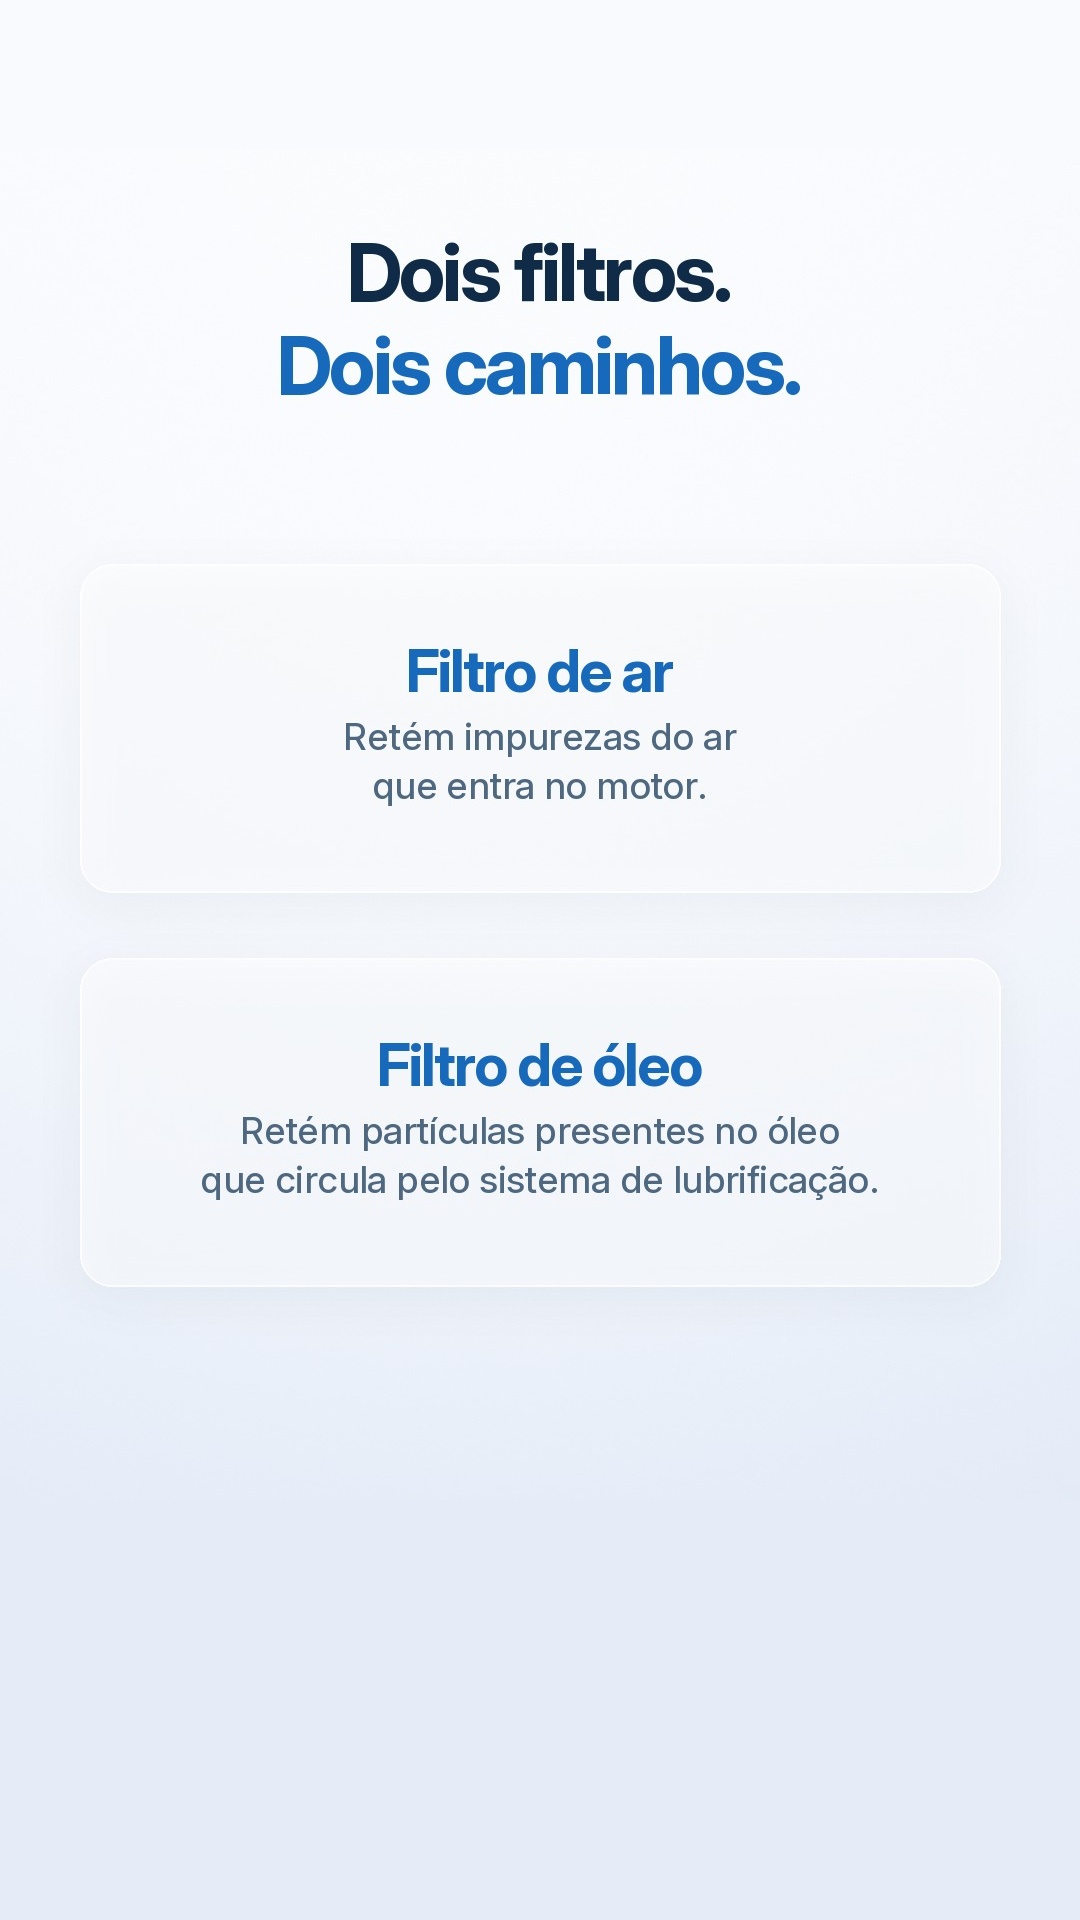 Dois filtros.
Dois caminhos.
Filtro de ar
Retém impurezas do ar
que entra no motor.
Filtro de óleo
Retém partículas presentes no óleo
que circula pelo sistema de lubrificação.